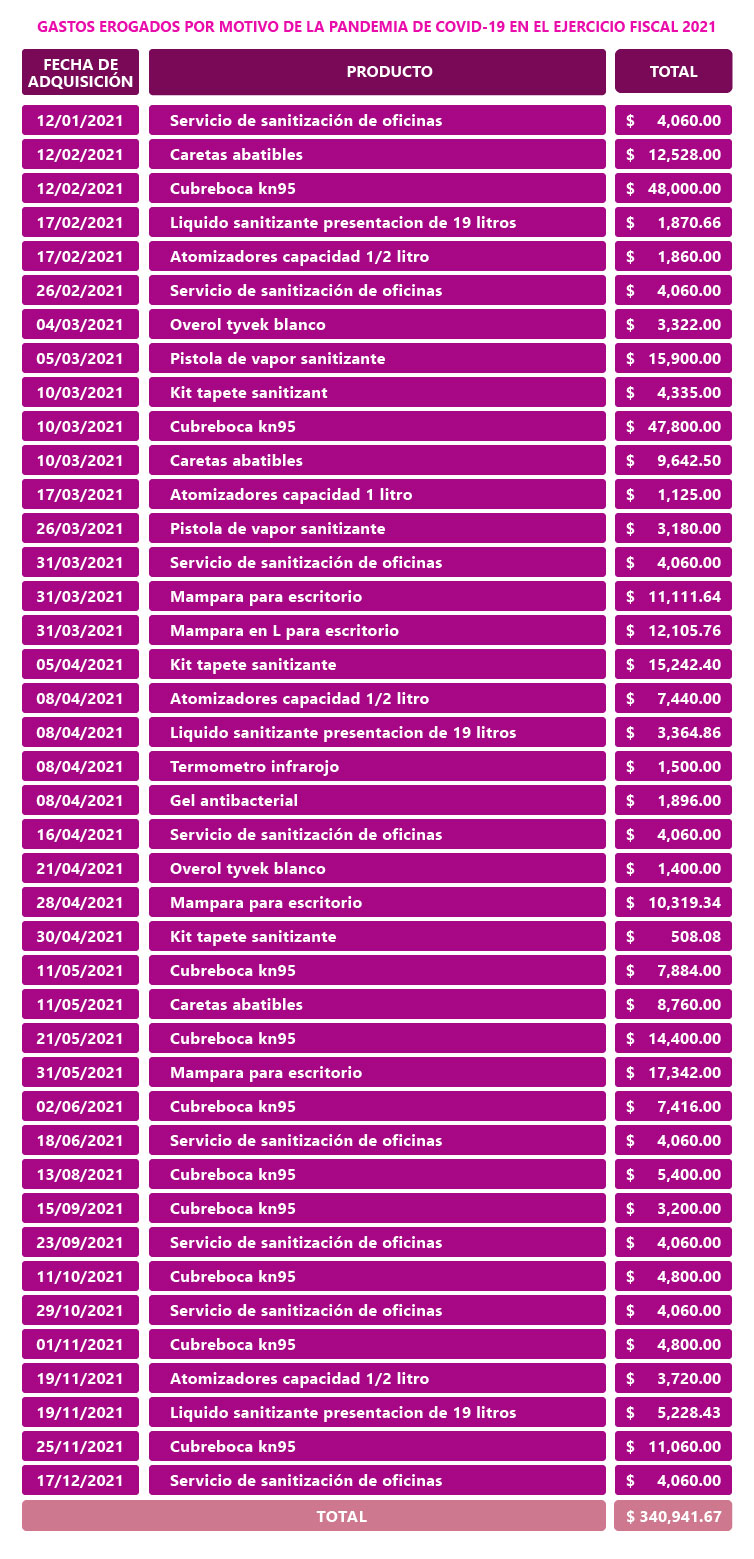 GASTOS EROGADOS POR MOTIVO DE LA PANDEMIA DE COVID-19 EN EL EJERCICIO FISCAL 2021
FECHA DE ADQUISICIÓN PRODUCTO TOTAL
12/01/2021 Servicio de sanitización de oficinas $ 4,060.00
12/02/2021 Caretas abatibles $ 12,528.00
12/02/2021 Cubreboca kn95 $ 48,000.00
17/02/2021 Liquido sanitizante presentacion de 19 litros $ 1,870.66
17/02/2021 Atomizadores capacidad 1/2 litro $ 1,860.00
26/02/2021 Servicio de sanitización de oficinas $ 4,060.00
04/03/2021 Overol tyvek blanco $ 3,322.00
05/03/2021 Pistola de vapor sanitizante $ 15,900.00
10/03/2021 Kit tapete sanitizant $ 4,335.00
10/03/2021 Cubreboca kn95 $ 47,800.00
10/03/2021 Caretas abatibles $ 9,642.50
17/03/2021 Atomizadores capacidad 1 litro $ 1,125.00
26/03/2021 Pistola de vapor sanitizante $ 3,180.00
31/03/2021 Servicio de sanitización de oficinas $ 4,060.00
31/03/2021 Mampara para escritorio $ 11,111.64
31/03/2021 Mampara en L para escritorio $ 12,105.76
05/04/2021 Kit tapete sanitizante $ 15,242.40
08/04/2021 Atomizadores capacidad 1/2 litro $ 7,440.00
08/04/2021 Liquido sanitizante presentacion de 19 litros $ 3,364.86
08/04/2021 Termometro infrarojo $ 1,500.00
08/04/2021 Gel antibacterial $ 1,896.00
16/04/2021 Servicio de sanitización de oficinas $ 4,060.00
21/04/2021 Overol tyvek blanco $ 1,400.00
28/04/2021 Mampara para escritorio $ 10,319.34
30/04/2021 Kit tapete sanitizante $ 508.08
11/05/2021 Cubreboca kn95 $ 7,884.00
11/05/2021 Caretas abatibles $ 8,760.00
21/05/2021 Cubreboca kn95 $ 14,400.00
31/05/2021 Mampara para escritorio $ 17,342.00
02/06/2021 Cubreboca kn95 $ 7,416.00
18/06/2021 Servicio de sanitización de oficinas $ 4,060.00
13/08/2021 Cubreboca kn95 $ 5,400.00
15/09/2021 Cubreboca kn95 $ 3,200.00
23/09/2021 Servicio de sanitización de oficinas $ 4,060.00
11/10/2021 Cubreboca kn95 $ 4,800.00
29/10/2021 Servicio de sanitización de oficinas $ 4,060.00
01/11/2021 Cubreboca kn95 $ 4,800.00
19/11/2021 Atomizadores capacidad 1/2 litro $ 3,720.00
19/11/2021 Liquido sanitizante presentacion de 19 litros $ 5,228.43
25/11/2021 Cubreboca kn95 $ 11,060.00
17/12/2021 Servicio de sanitización de oficinas $ 4,060.00
TOTAL $ 340,941.67